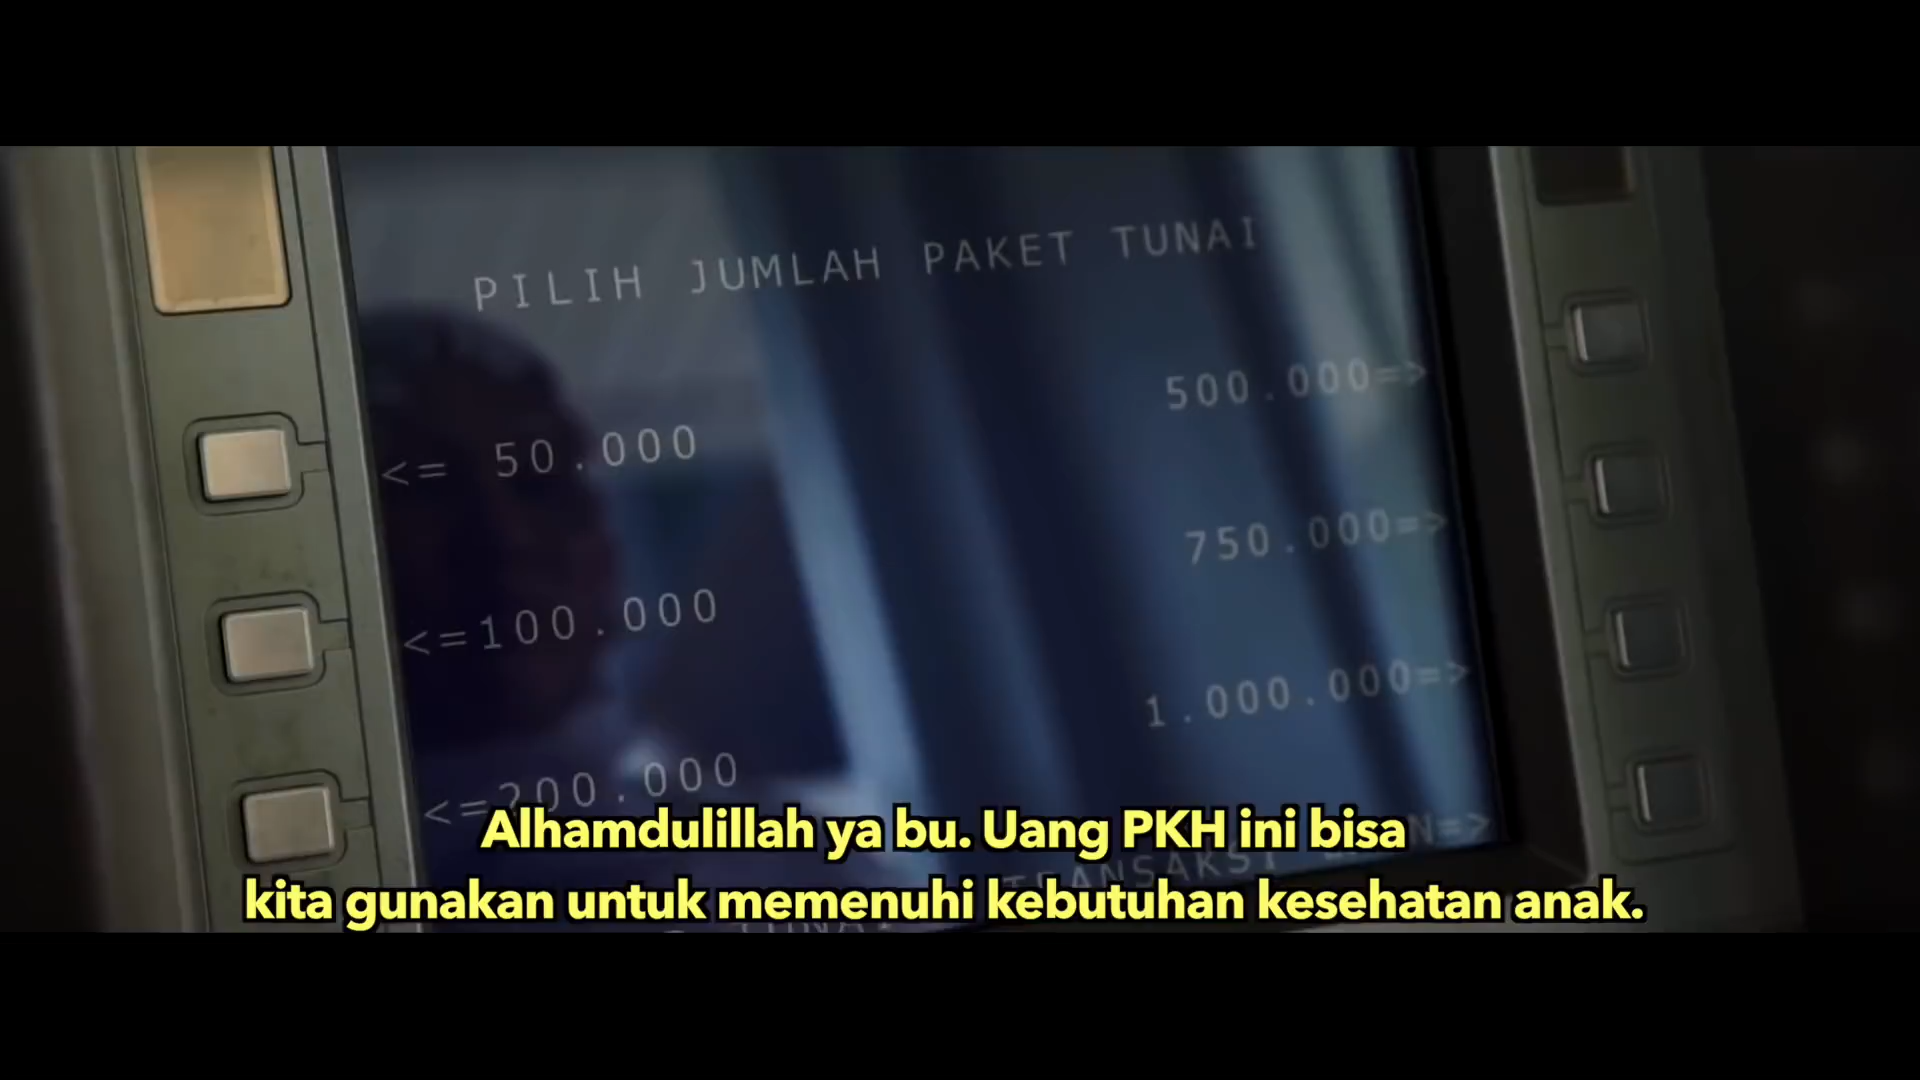 PILIH JUMLAH PAKET TUNAI
500.000=>
<= 50.000
750.000=>
<=100.000
1.000.000=>
<=200.000
Alhamdulillah ya bu. Uang PKH ini bisa
TRANSAKSI
kita gunakan untuk memenuhi kebutuhan kesehatan anak.